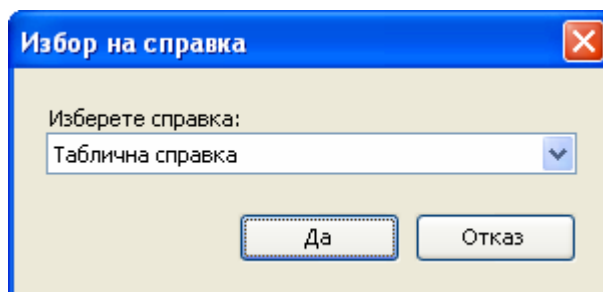 Избор на справка
Изберете справка:
Таблична справка
Да
Отказ